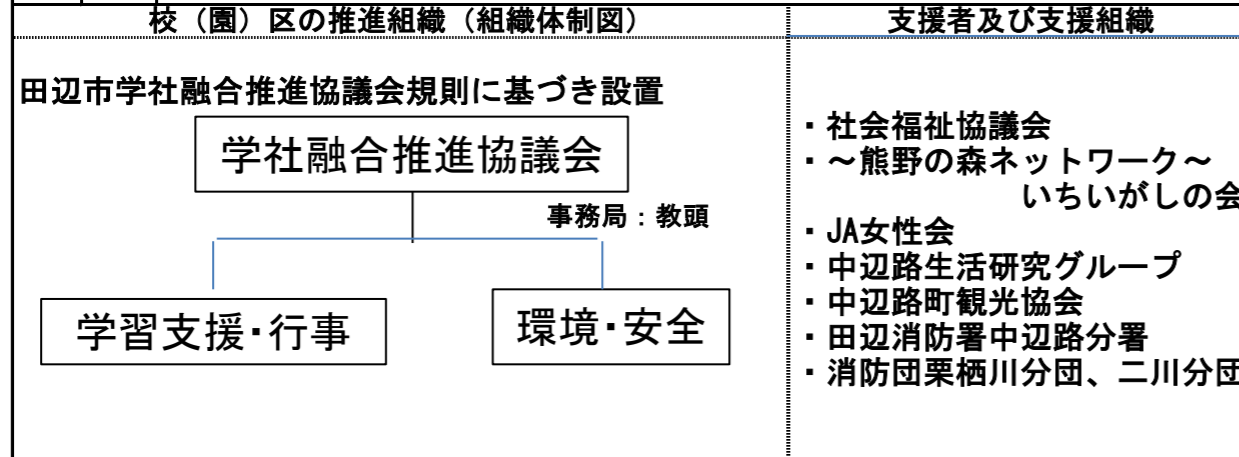 校（園）区の推進組織（組織体制図）
田辺市学社融合推進協議会規則に基づき設置
学社融合推進協議会
事務局：教頭
学習支援・行事
環境・安全
支援者及び支援組織
・社会福祉協議会
・～熊野の森ネットワーク～
いちいがしの会
・JA女性会
・中辺路生活研究グループ
・中辺路町観光協会
・田辺消防署中辺路分署
・消防団栗栖川分団、二川分団